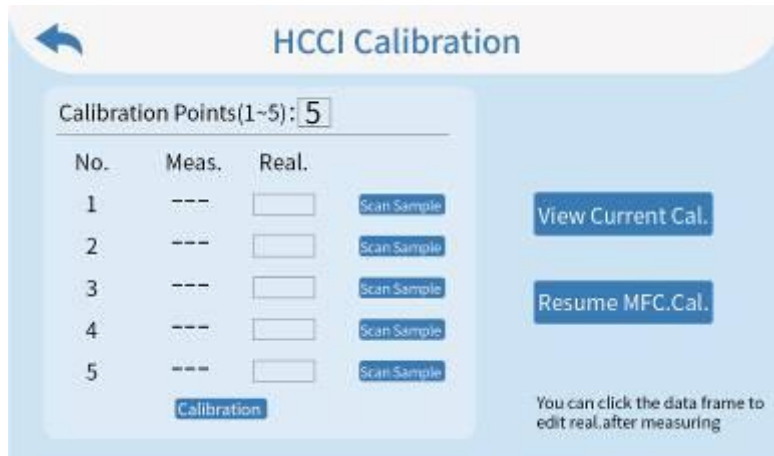 HCCI Calibration
Calibration Points(1~5): 5
No. Meas. Real.
1 --- Scan Sample
2 --- Scan Sample
3 --- Scan Sample
4 --- Scan Sample
5 --- Scan Sample
Calibration
View Current Cal.
Resume MFC.Cal.
You can click the data frame to
edit real.after measuring